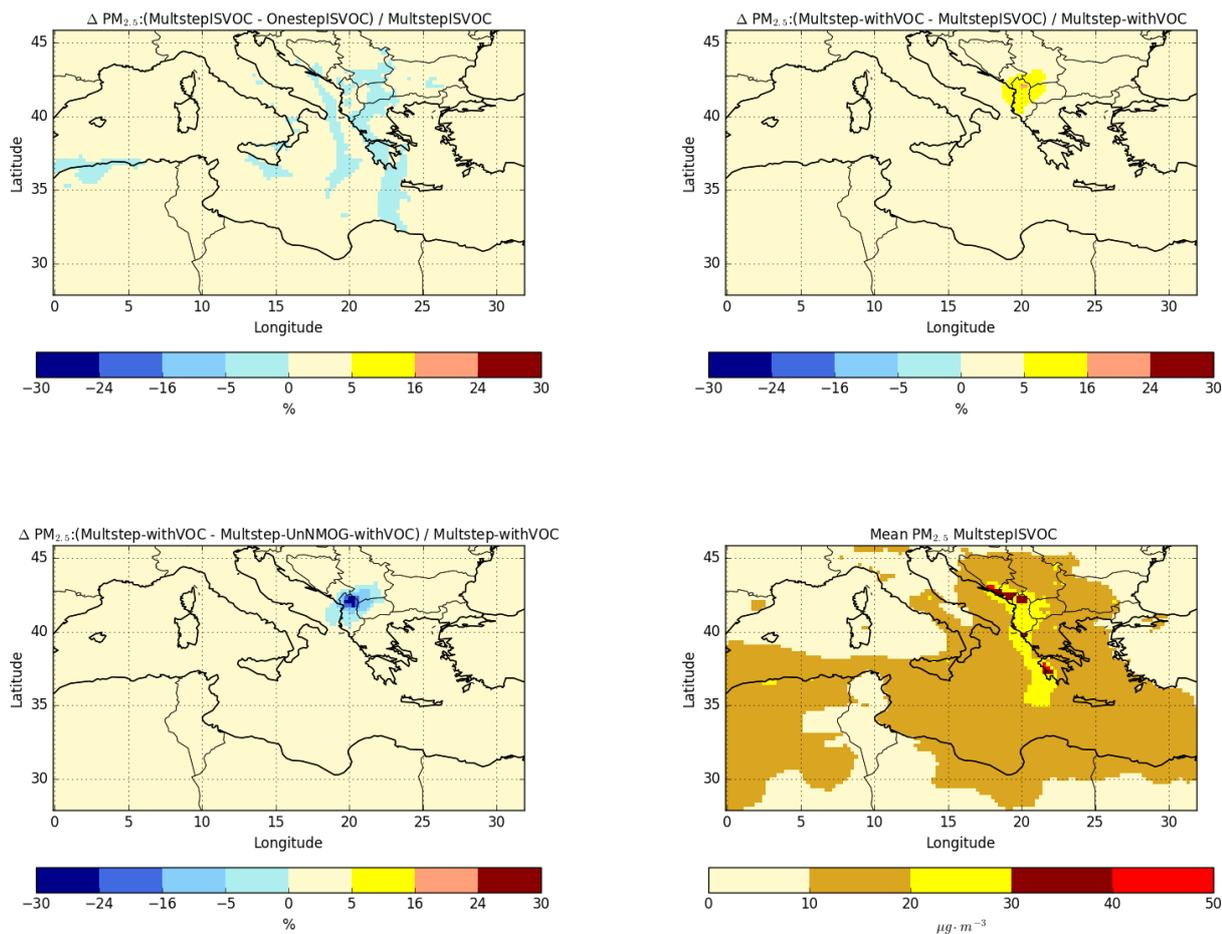 Δ PM2.5:(MultstepISVOC - OnestepISVOC) / MultstepISVOC
45
40
35
30
Latitude
0 5 10 15 20 25 30
Longitude
−30 −24 −16 −5 0 5 16 24 30
%
Δ PM2.5:(Multstep-withVOC - MultstepISVOC) / Multstep-withVOC
45
40
35
30
Latitude
0 5 10 15 20 25 30
Longitude
−30 −24 −16 −5 0 5 16 24 30
%
Δ PM2.5:(Multstep-withVOC - Multstep-UnNMOG-withVOC) / Multstep-withVOC
45
40
35
30
Latitude
0 5 10 15 20 25 30
Longitude
−30 −24 −16 −5 0 5 16 24 30
%
Mean PM2.5 MultstepISVOC
45
40
35
30
Latitude
0 5 10 15 20 25 30
Longitude
0 10 20 30 40 50
μg·m−3